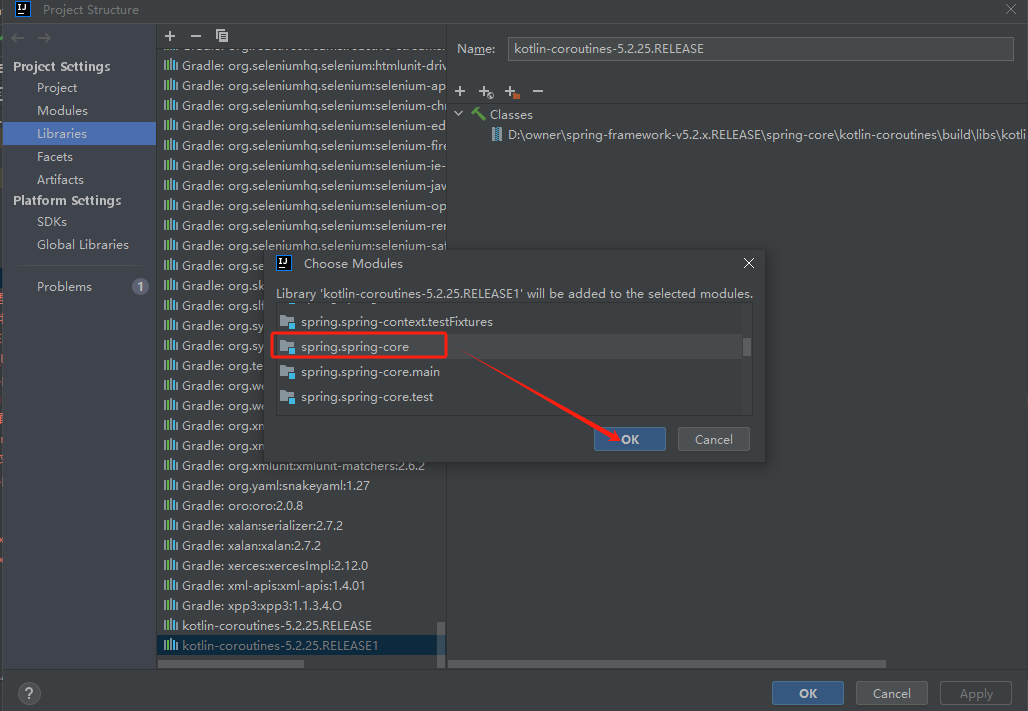 Project Structure
Project Settings
Project
Modules
Libraries
Facets
Artifacts
Platform Settings
SDKs
Global Libraries
Problems
1
Gradle: org.seleniumhq.selenium:htmlunit-driv
Gradle: org.seleniumhq.selenium:selenium-ap
Gradle: org.seleniumhq.selenium:selenium-chr
Gradle: org.seleniumhq.selenium:selenium-ed
Gradle: org.seleniumhq.selenium:selenium-fire
Gradle: org.seleniumhq.selenium:selenium-ie-
Gradle: org.seleniumhq.selenium:selenium-jav
Gradle: org.seleniumhq.selenium:selenium-op
Gradle: org.seleniumhq.selenium:selenium-rer
Gradle: org.seleniumhq.selenium:selenium-saf
Gradle: org.se
Gradle: org.sk
Gradle: org.slf
Gradle: org.sy
Gradle: org.sy
Gradle: org.te
Gradle: org.we
Gradle: org.we
Gradle: org.xn
Gradle: org.xn
Gradle: org.xmlunit:xmlunit-matchers:2.6.2
Gradle: org.yaml:snakeyaml:1.27
Gradle: oro:oro:2.0.8
Gradle: xalan:serializer:2.7.2
Gradle: xalan:xalan:2.7.2
Gradle: xerces:xercesImpl:2.12.0
Gradle: xml-apis:xml-apis:1.4.01
Gradle: xpp3:xpp3:1.1.3.4.O
kotlin-coroutines-5.2.25.RELEASE
kotlin-coroutines-5.2.25.RELEASE1
Name: kotlin-coroutines-5.2.25.RELEASE
Classes
D:\owner\spring-framework-v5.2.x.RELEASE\spring-core\kotlin-coroutines\build\libs\kotli
Choose Modules
Library 'kotlin-coroutines-5.2.25.RELEASE1' will be added to the selected modules.
spring.spring-context.testFixtures
spring.spring-core
spring.spring-core.main
spring.spring-core.test
OK Cancel
? OK Cancel Apply